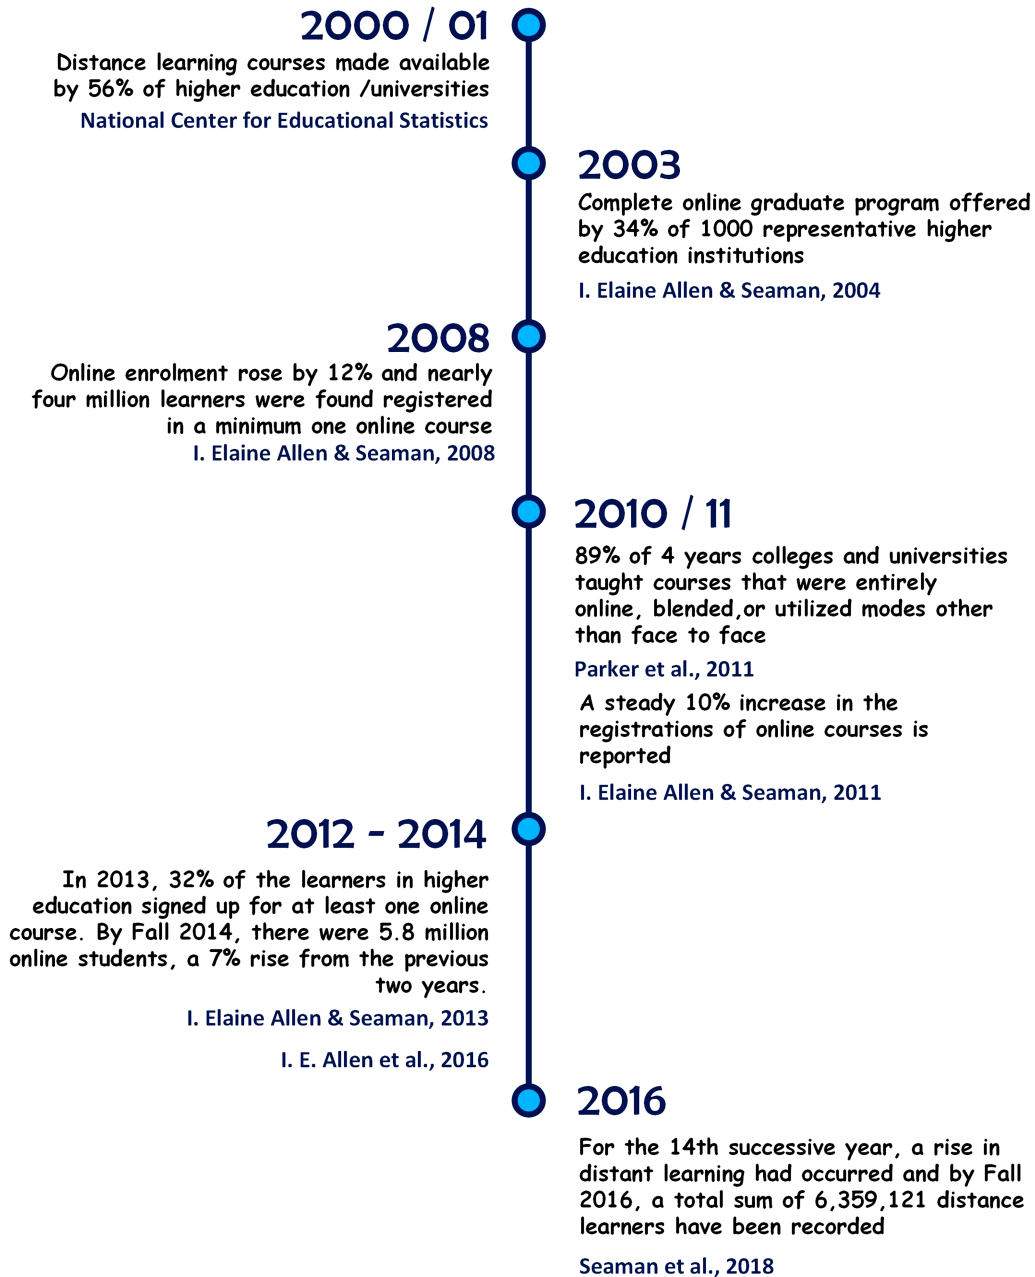 2000 / 01
Distance learning courses made available
by 56% of higher education /universities
National Center for Educational Statistics
2003
Complete online graduate program offered
by 34% of 1000 representative higher
education institutions
I. Elaine Allen & Seaman, 2004
2008
Online enrolment rose by 12% and nearly
four million learners were found registered
in a minimum one online course
I. Elaine Allen & Seaman, 2008
2010 / 11
89% of 4 years colleges and universities
taught courses that were entirely
online, blended,or utilized modes other
than face to face
Parker et al., 2011
A steady 10% increase in the
registrations of online courses is
reported
I. Elaine Allen & Seaman, 2011
2012 - 2014
In 2013, 32% of the learners in higher
education signed up for at least one online
course. By Fall 2014, there were 5.8 million
online students, a 7% rise from the previous
two years.
I. Elaine Allen & Seaman, 2013
I. E. Allen et al., 2016
2016
For the 14th successive year, a rise in
distant learning had occurred and by Fall
2016, a total sum of 6,359,121 distance
learners have been recorded
Seaman et al., 2018